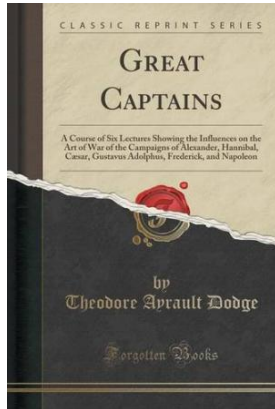 CLASSIC REPRINT SERIES
GREAT
CAPTAINS
A Course of Six Lectures Showing the Influences on the
Art of War of the Campaigns of Alexander, Hannibal,
Cæsar, Gustavus Adolphus, Frederick, and Napoleon
by
Theodore Ayrault Dodge
Forgotten Books